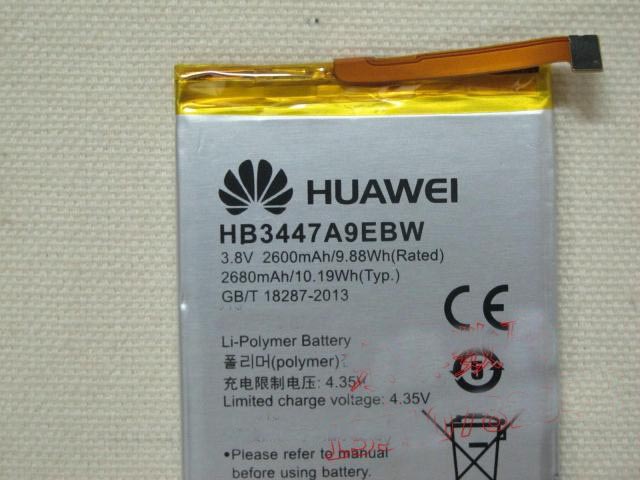 HUAWEI
HB3447A9EBW
3.8V 2600mAh/9.88Wh(Rated)
2680mAh/10.19Wh(Typ.)
GB/T 18287-2013
CE
Li-Polymer Battery
폴리머(polymer)
充电限制电压: 4.35V
Limited charge voltage: 4.35V
•Please refer to manual
before using battery.